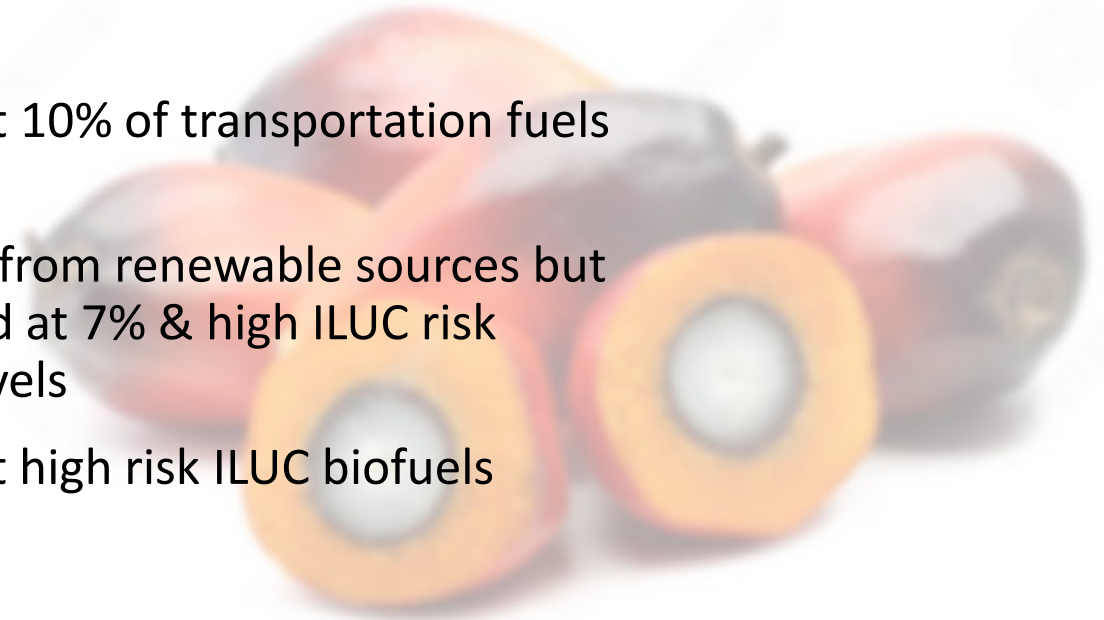 t 10% of transportation fuels
from renewable sources but
d at 7% & high ILUC risk
vels
t high risk ILUC biofuels